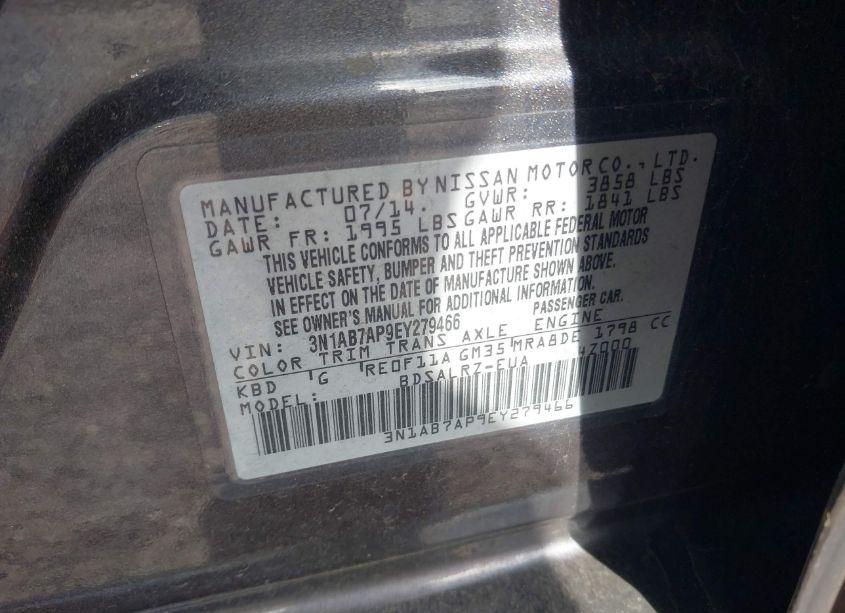 MANUFACTURED BY NISSAN MOTOR CO., LTD.
DATE: 07/14. GVWR: 3858 LBS
GAWR FR: 1995 LBS GAWR RR: 1841 LBS
THIS VEHICLE CONFORMS TO ALL APPLICABLE FEDERAL MOTOR
VEHICLE SAFETY, BUMPER AND THEFT PREVENTION STANDARDS
IN EFFECT ON THE DATE OF MANUFACTURE SHOWN ABOVE.
SEE OWNER'S MANUAL FOR ADDITIONAL INFORMATION.
VIN: 3N1AB7AP9EY279466 PASSENGER CAR.
COLOR TRIM TRANS AXLE ENGINE
KBD G RE0F11A GM35 MRA8DE 1798 CC
MODEL: BDSALRZ-EUA 47000
3N1AB7AP9EY279466